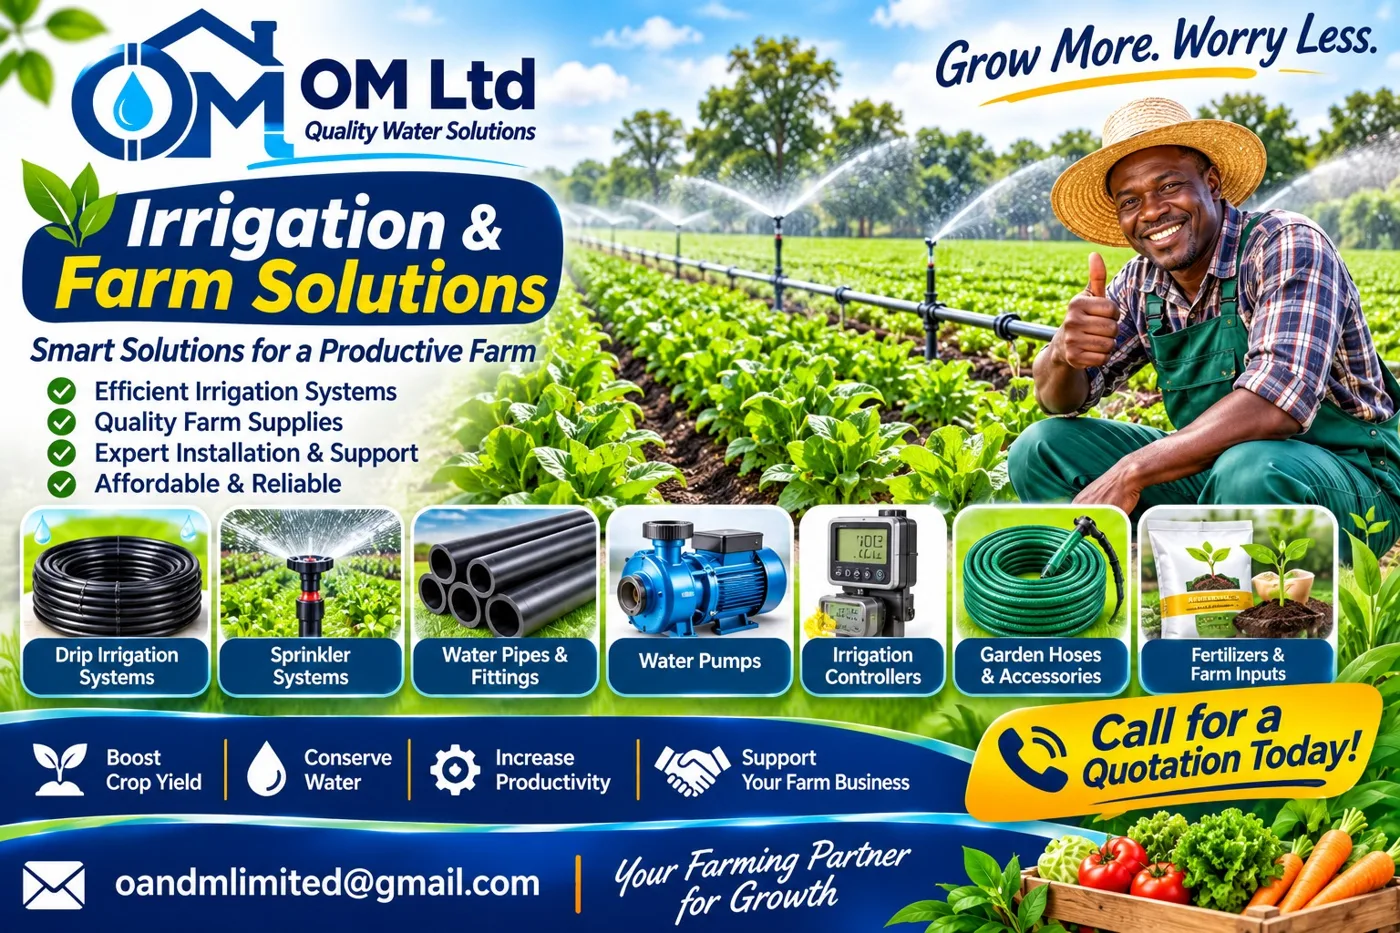 OM
OM Ltd
Quality Water Solutions
Grow More. Worry Less.
Irrigation &
Farm Solutions
Smart Solutions for a Productive Farm
Efficient Irrigation Systems
Quality Farm Supplies
Expert Installation & Support
Affordable & Reliable
Drip Irrigation
Systems
Sprinkler
Systems
Water Pipes &
Fittings
Water Pumps
Irrigation
Controllers
Garden Hoses
& Accessories
Fertilizers &
Farm Inputs
Boost
Crop Yield
Conserve
Water
Increase
Productivity
Support
Your Farm Business
Call for a
Quotation Today!
oandmlimited@gmail.com
Your Farming Partner
for Growth